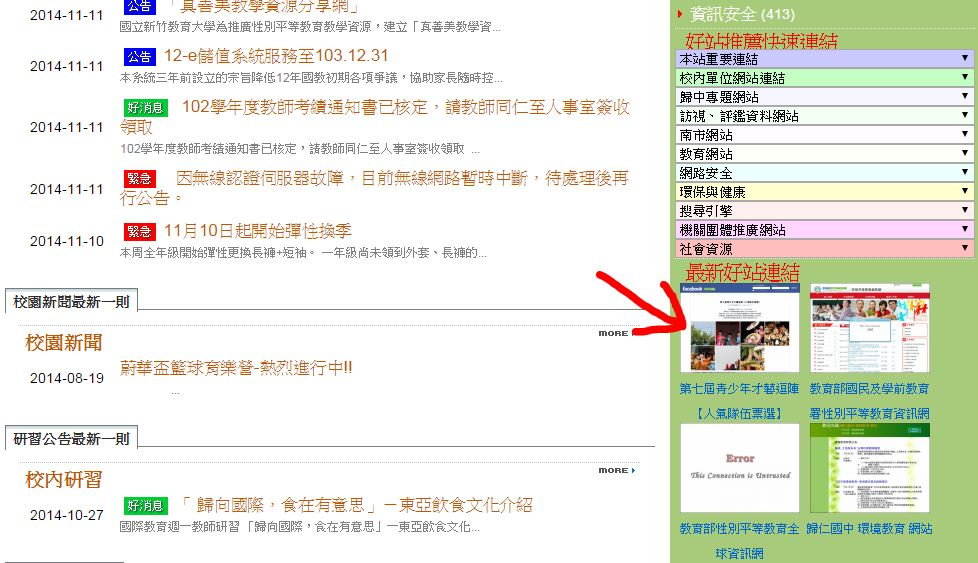 2014-11-11
公告 「真善美教學資源分享網」
國立新竹教育大學為推廣性別平等教育教學資源，建立「真善美教學資...
2014-11-11
公告 12-e儲值系統服務至103.12.31
本系統三年前設立的宗旨降低12年國教初期各項爭議，協助家長隨時控...
2014-11-11
好消息 102學年度教師考績通知書已核定，請教師同仁至人事室簽收
領取
102學年度教師考績通知書已核定，請教師同仁至人事室簽收領取 ...
2014-11-11
緊急 因無線認證伺服器故障，目前無線網路暫時中斷，待處理後再
行公告。
2014-11-10
緊急 11月10日起開始彈性換季
本周全年級開始彈性更換長褲+短袖。 一年級尚未領到外套、長褲的...
校園新聞最新一則
校園新聞
MORE
2014-08-19
蔚華盃籃球育樂營-熱烈進行中!!
...
研習公告最新一則
校內研習
MORE
2014-10-27
好消息 「 歸向國際，食在有意思」－東亞飲食文化介紹
國際教育週一教師研習「歸向國際，食在有意思」一東亞飲食文化...
資訊安全 (413)
好站推薦快速連結
本站重要連結
校內單位網站連結
歸中專題網站
訪視、評鑑資料網站
南市網站
教育網站
網路安全
環保與健康
搜尋引擎
機關團體推廣網站
社會資源
最新好站連結
facebook
第七屆青少年才藝逗陣
【人氣隊伍票選】
教育部國民及學前教育
署性別平等教育資訊網
Error
This Connection is Untrusted
教育部性別平等教育全
球資訊網
歸仁國中 環境教育 網站